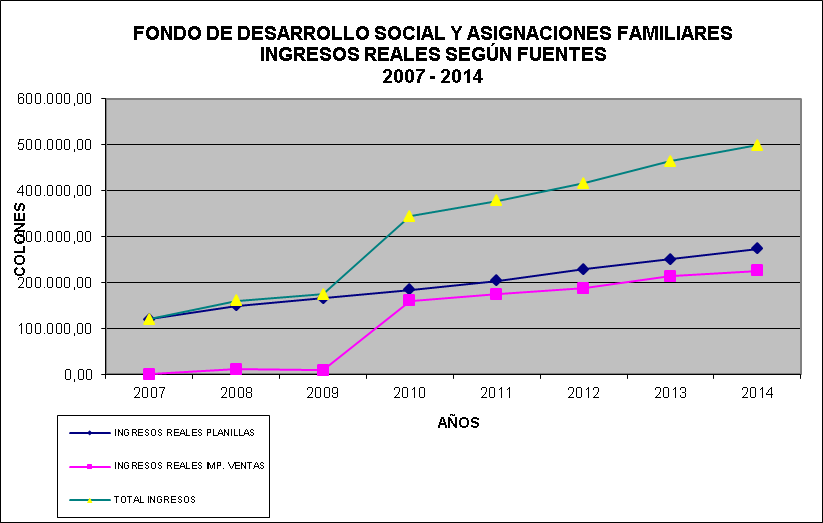 FONDO DE DESARROLLO SOCIAL Y ASIGNACIONES FAMILIARES
INGRESOS REALES SEGÚN FUENTES
2007 - 2014
600.000,00
500.000,00
400.000,00
300.000,00
200.000,00
100.000,00
0,00
COLONES
2007 2008 2009 2010 2011 2012 2013 2014
AÑOS
INGRESOS REALES PLANILLAS
INGRESOS REALES IMP. VENTAS
TOTAL INGRESOS